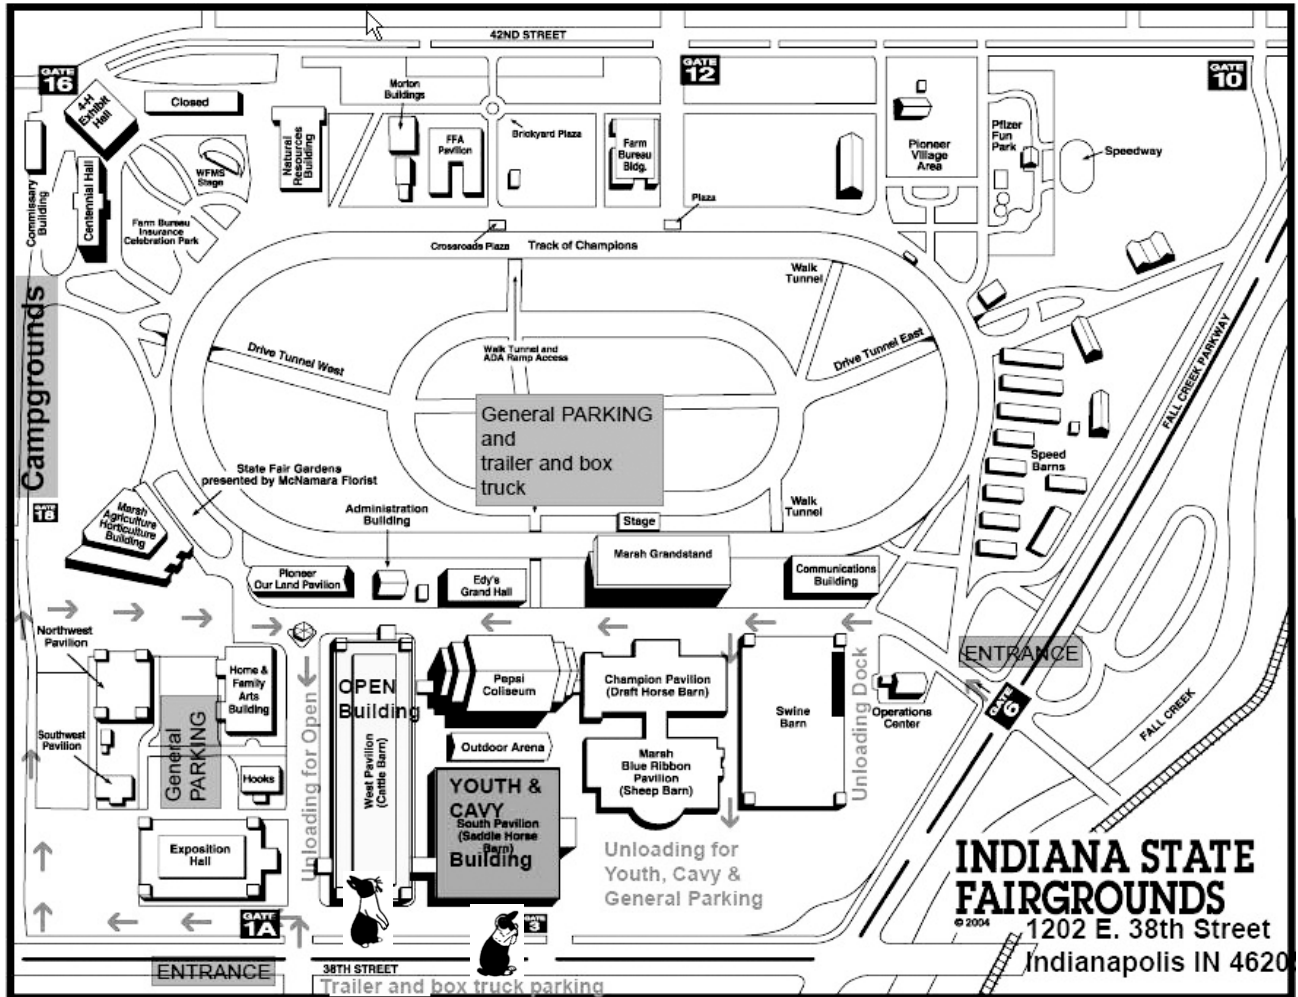 42ND STREET
GATE
16
GATE
12
GATE
10
4-H
Exhibit
Hall
Closed
Morton
Buildings
Natural
Resources
Building
FFA
Pavilion
Brickyard Plaza
Farm
Bureau
Bldg.
Pioneer
Village
Area
Pfizer
Fun
Park
Speedway
WFMS
Stage
Commissary
Building
Centennial Hall
Farm Bureau
Insurance
Celebration Park
Plaza
Crossroads Plaza
Track of Champions
Walk
Tunnel
Campgrounds
Drive Tunnel West
Walk Tunnel and
ADA Ramp Access
Drive Tunnel East
FALL CREEK PARKWAY
General PARKING
and
trailer and box
truck
State Fair Gardens
presented by McNamara Florist
Speed
Barns
GATE
18
Marsh
Agriculture
Horticulture
Building
Administration
Building
Walk
Tunnel
Stage
Marsh Grandstand
Pioneer
Our Land Pavilion
Edy's
Grand Hall
Communications
Building
Northwest
Pavilion
ENTRANCE
Home &
Family
Arts
Building
OPEN
Building
Pepsi
Coliseum
Champion Pavilion
(Draft Horse Barn)
Swine
Barn
Unloading Dock
Operations
Center
GATE
6
FALL CREEK
Southwest
Pavilion
General
PARKING
Hooks
Unloading for Open
West Pavilion
(Cattle Barn)
Outdoor Arena
Marsh
Blue Ribbon
Pavilion
(Sheep Barn)
YOUTH &
CAVY
South Pavilion
(Saddle Horse
Barn)
Building
Exposition
Hall
Unloading for
Youth, Cavy &
General Parking
INDIANA STATE
FAIRGROUNDS
© 2004
1202 E. 38th Street
Indianapolis IN 4620
GATE
1A
GATE
3
ENTRANCE
38TH STREET
Trailer and box truck parking